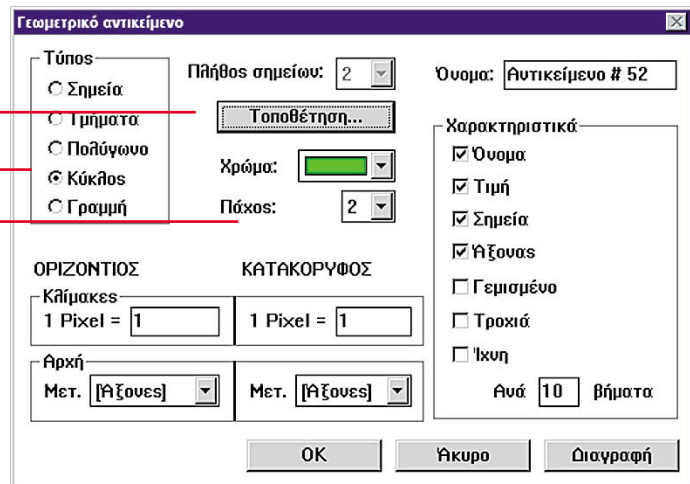 Γεωμετρικό αντικείμενο
Τύπος
Σημεία
Τμήματα
Πολύγωνο
Κύκλος
Γραμμή
Πλήθος σημείων: 2
Τοποθέτηση...
Χρώμα:
Πάχος: 2
Όνομα: Αντικείμενο # 52
Χαρακτηριστικά
Όνομα
Τιμή
Σημεία
Άξονας
Γεμισμένο
Τροχιά
Ίχνη
Ανά 10 βήματα
ΟΡΙΖΟΝΤΙΟΣ
ΚΑΤΑΚΟΡΥΦΟΣ
Κλίμακες
1 Pixel = 1
1 Pixel = 1
Αρχή
Μετ. [Άξονες]
Μετ. [Άξονες]
OK
Άκυρο
Διαγραφή